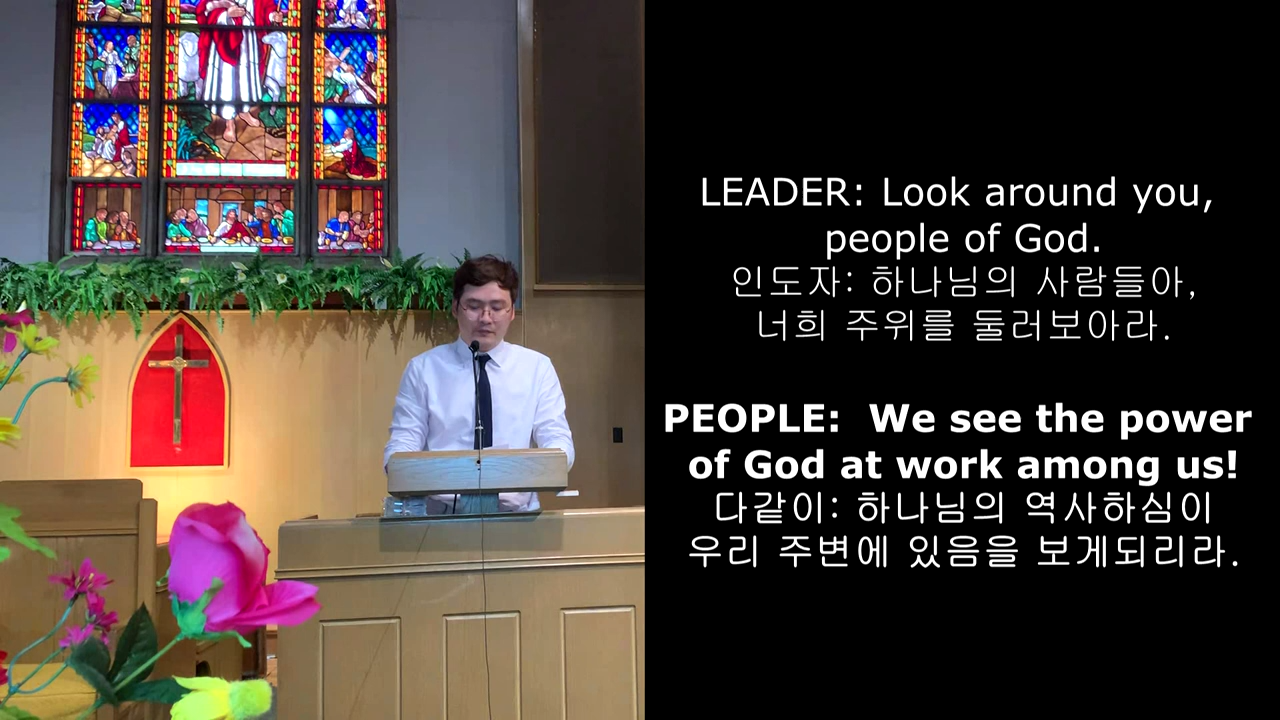 LEADER: Look around you,
people of God.
인도자: 하나님의 사람들아,
너희 주위를 둘러보아라.
PEOPLE: We see the power
of God at work among us!
다같이: 하나님의 역사하심이
우리 주변에 있음을 보게되리라.